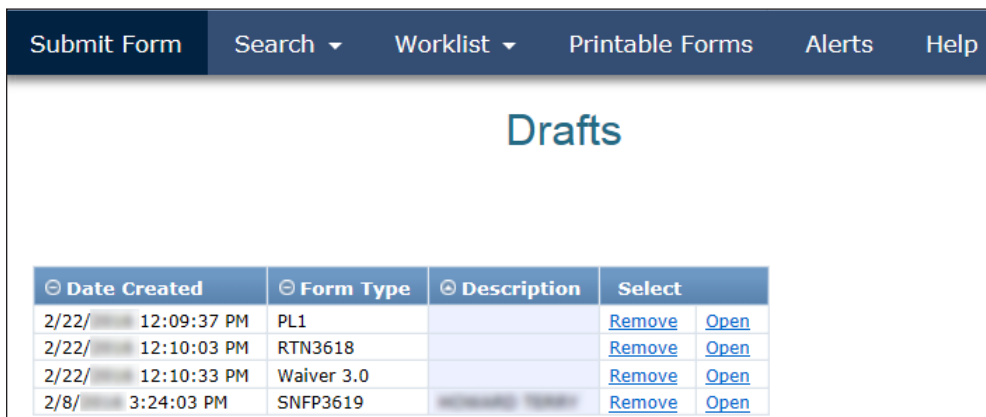 Submit Form Search Worklist Printable Forms Alerts Help
Drafts
Date Created Form Type Description Select
2/22/ 12:09:37 PM PL1 Remove Open
2/22/ 12:10:03 PM RTN3618 Remove Open
2/22/ 12:10:33 PM Waiver 3.0 Remove Open
2/8/ 3:24:03 PM SNFP3619 Remove Open